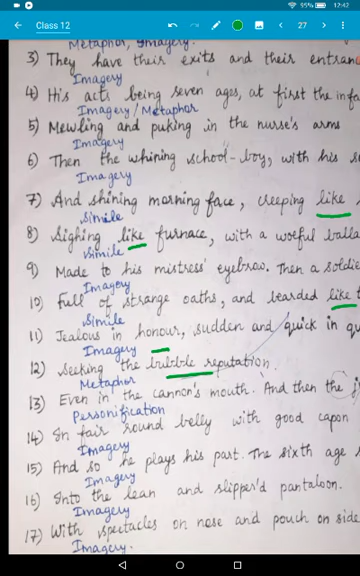 95% 12:42
Class 12
27
Metaphor, Imagery.
3) They have their exits and their entran
Imagery
4) His acts being seven ages, at first the infa
Imagery/Metaphor
5) Mewling and puking in the nurse's arms
Imagery
6) Then the whining school-boy, with his s
Imagery
7) And shining morning face, creeping like
Simile
8) Sighing like furnace, with a woeful balla
Simile
9) Made to his mistress' eyebrow. Then a soldie
Imagery
10) Full of strange oaths, and bearded like t
Simile
11) Jealous in honour, sudden and quick in qu
Imagery
12) Seeking the bubble reputation.
Metaphor
13) Even in the cannon's mouth. And then the j
Personification
14) In fair round belly with good capon
Imagery
15) And so he plays his part. The sixth age s
Imagery
16) Into the lean and slipper'd pantaloon.
Imagery
17) With spectacles on nose and pouch on side
Imagery.